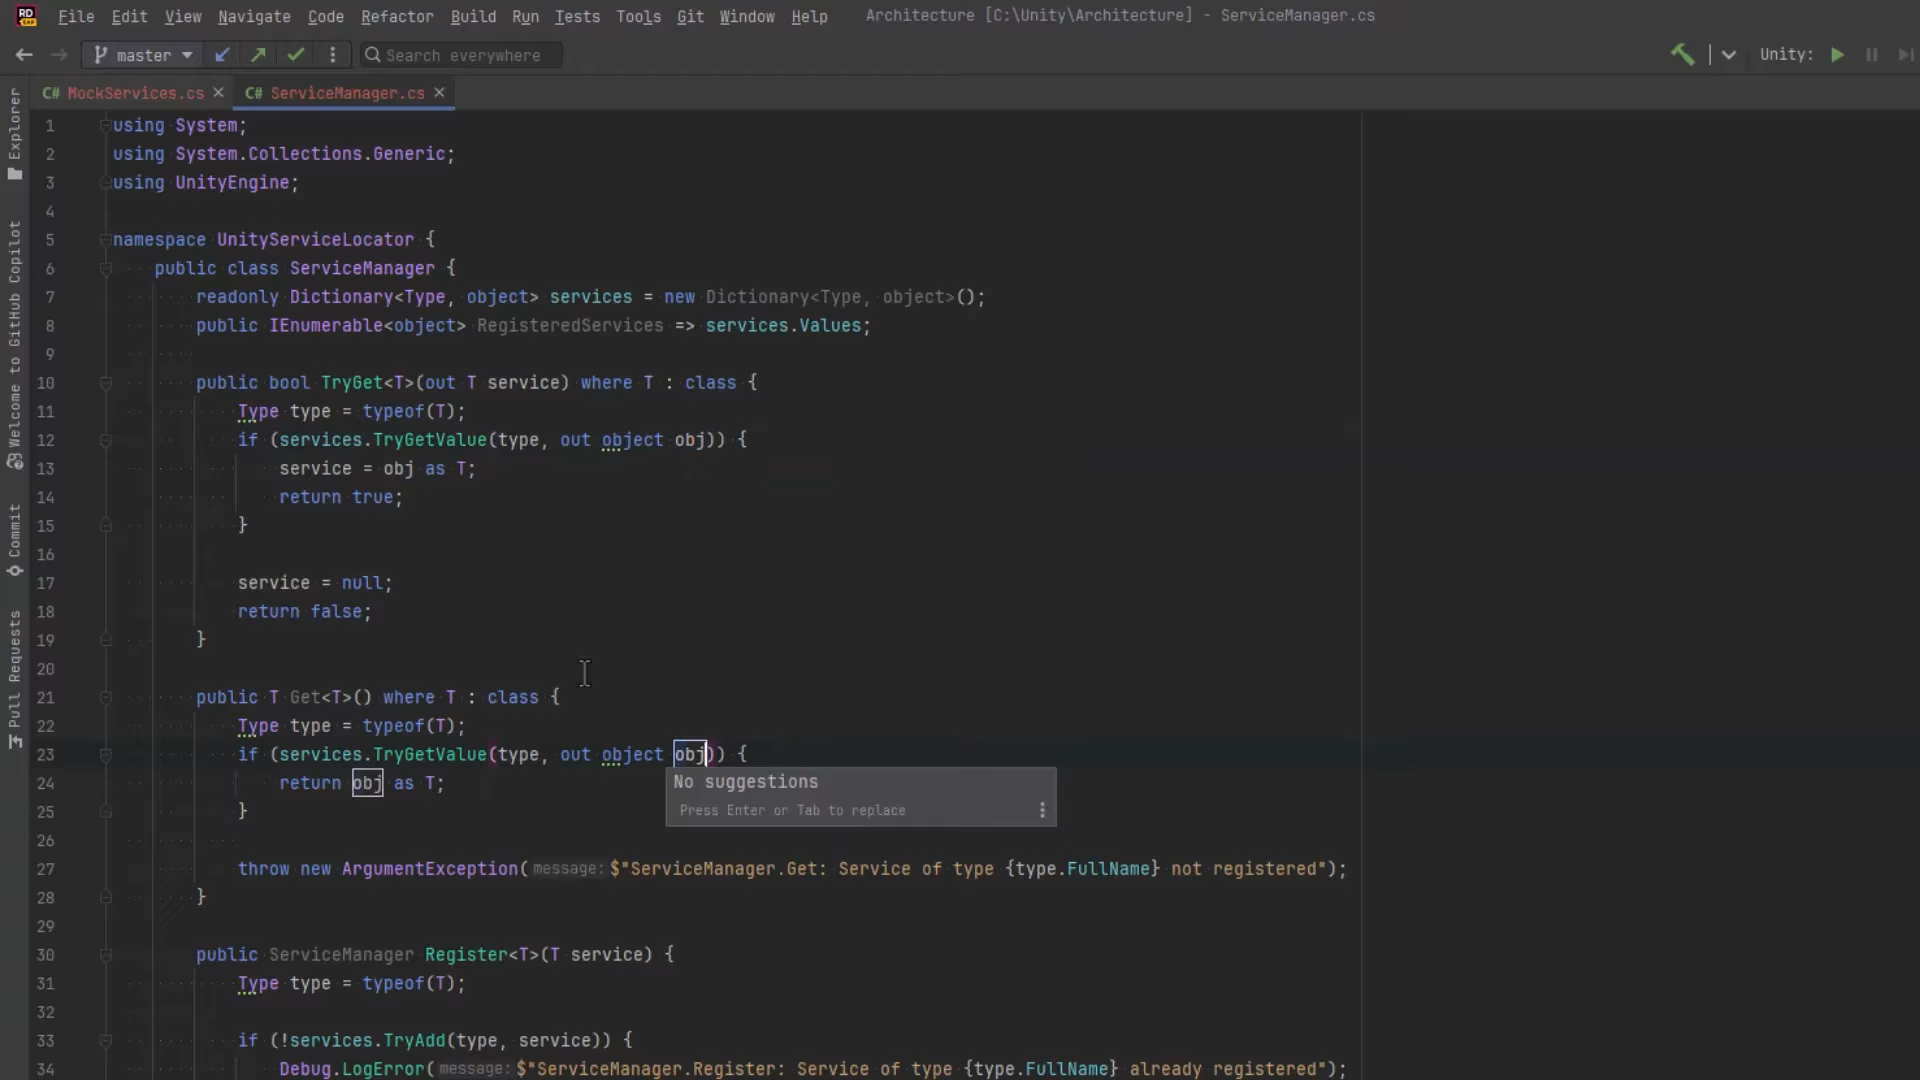 RD
EAP
File Edit View Navigate Code Refactor Build Run Tests Tools Git Window Help Architecture [C:\Unity\Architecture] - ServiceManager.cs
master Search everywhere Unity:
C# MockServices.cs C# ServiceManager.cs
Explorer
Welcome to GitHub Copilot
Commit
Pull Requests
1 using System;
2 using System.Collections.Generic;
3 using UnityEngine;
4
5 namespace UnityServiceLocator {
6 public class ServiceManager {
7 readonly Dictionary<Type, object> services = new Dictionary<Type, object>();
8 public IEnumerable<object> RegisteredServices => services.Values;
9
10 public bool TryGet<T>(out T service) where T : class {
11 Type type = typeof(T);
12 if (services.TryGetValue(type, out object obj)) {
13 service = obj as T;
14 return true;
15 }
16
17 service = null;
18 return false;
19 }
20
21 public T Get<T>() where T : class {
22 Type type = typeof(T);
23 if (services.TryGetValue(type, out object obj)) {
24 return obj as T;
No suggestions
Press Enter or Tab to replace
25 }
26
27 throw new ArgumentException( message: $"ServiceManager.Get: Service of type {type.FullName} not registered");
28 }
29
30 public ServiceManager Register<T>(T service) {
31 Type type = typeof(T);
32
33 if (!services.TryAdd(type, service)) {
34 Debug.LogError( message: $"ServiceManager.Register: Service of type {type.FullName} already registered");